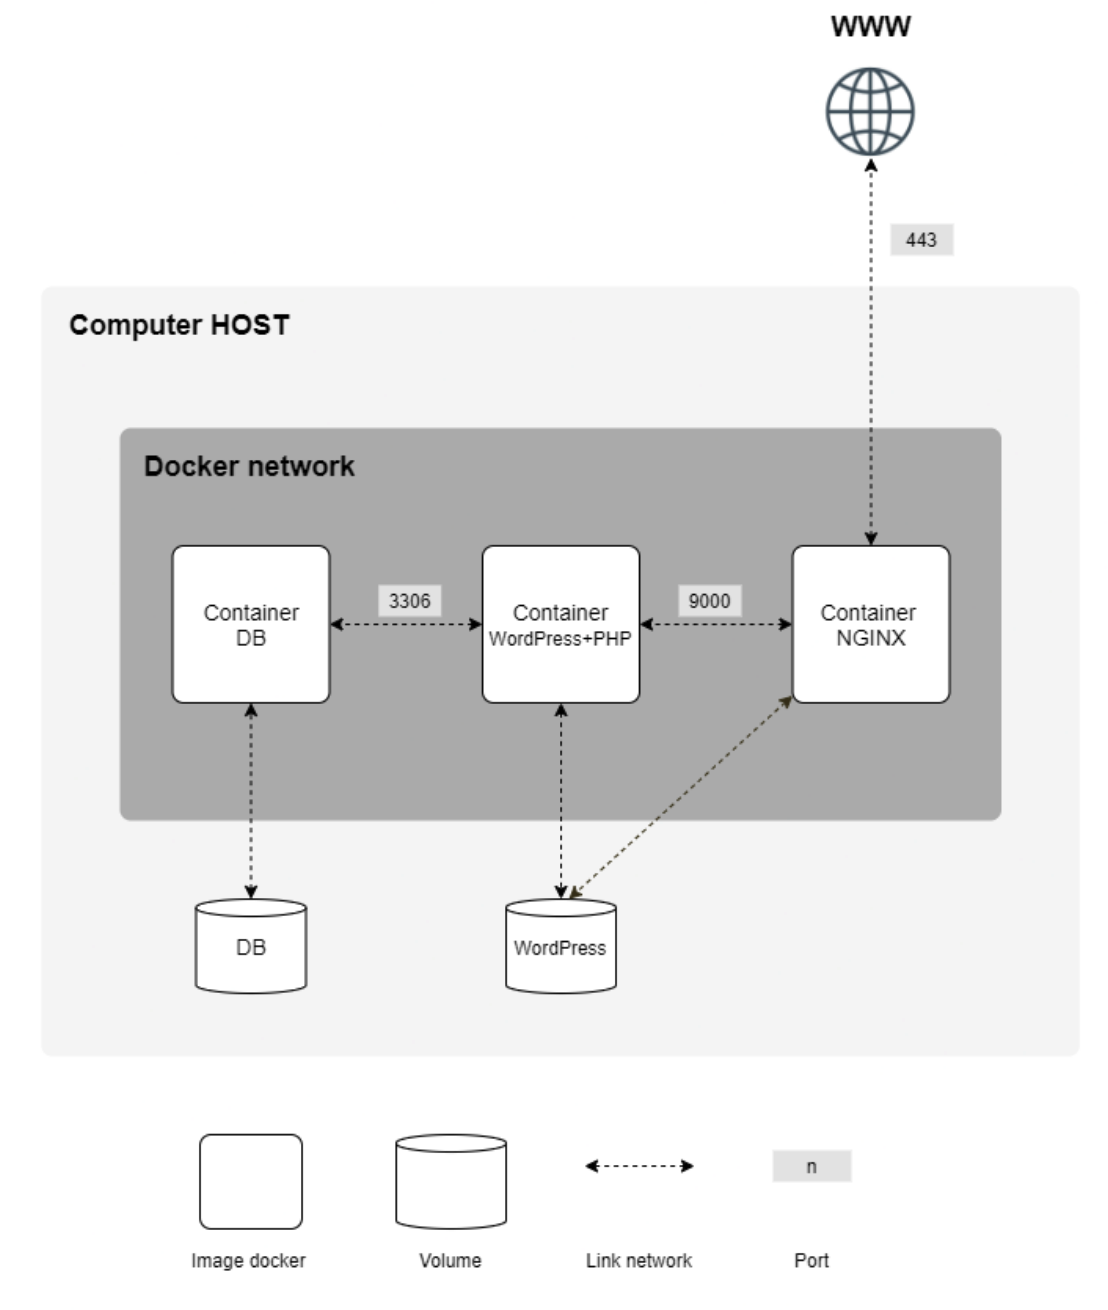 WWW
443
Computer HOST
Docker network
3306
9000
Container
DB
Container
WordPress+PHP
Container
NGINX
DB
WordPress
n
Image docker
Volume
Link network
Port